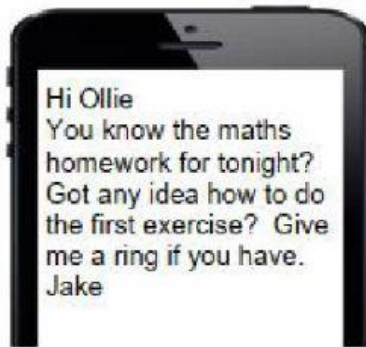 Hi Ollie
You know the maths
homework for tonight?
Got any idea how to do
the first exercise?  Give
me a ring if you have.
Jake